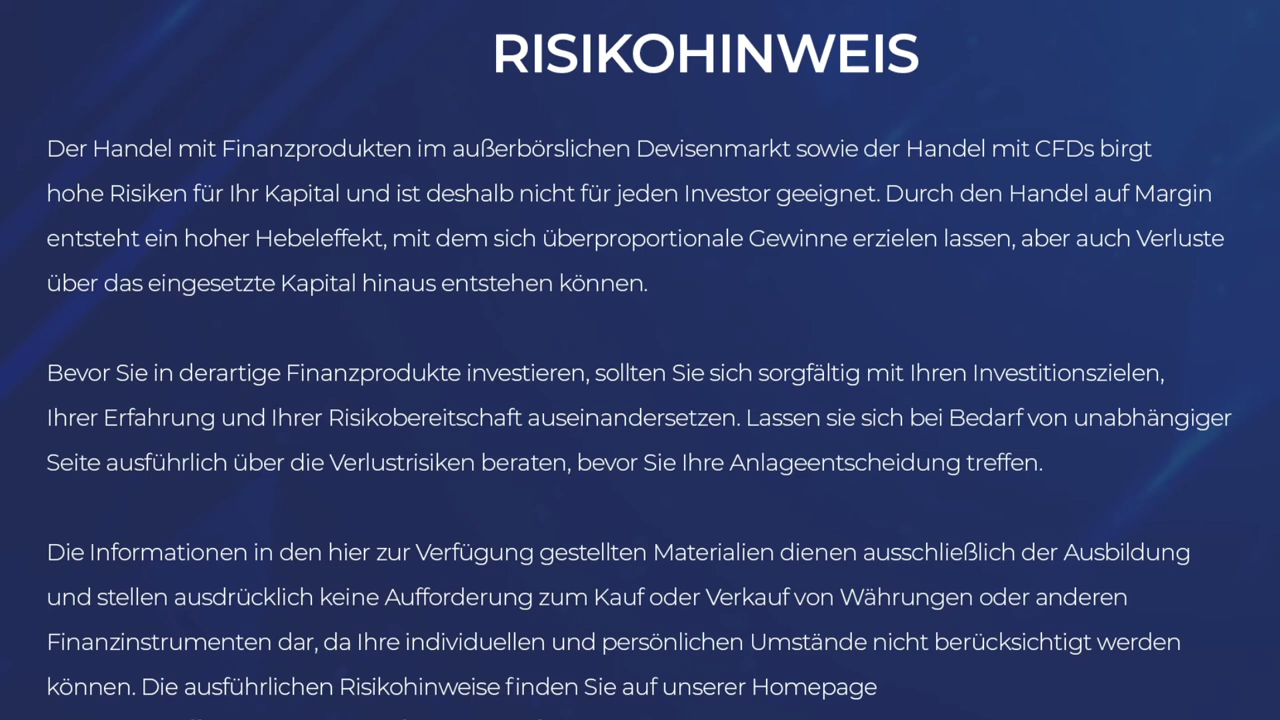 RISIKOHINWEIS
Der Handel mit Finanzprodukten im außerbörslichen Devisenmarkt sowie der Handel mit CFDs birgt
hohe Risiken für Ihr Kapital und ist deshalb nicht für jeden Investor geeignet. Durch den Handel auf Margin
entsteht ein hoher Hebeleffekt, mit dem sich überproportionale Gewinne erzielen lassen, aber auch Verluste
über das eingesetzte Kapital hinaus entstehen können.
Bevor Sie in derartige Finanzprodukte investieren, sollten Sie sich sorgfältig mit Ihren Investitionszielen,
Ihrer Erfahrung und Ihrer Risikobereitschaft auseinandersetzen. Lassen sie sich bei Bedarf von unabhängiger
Seite ausführlich über die Verlustrisiken beraten, bevor Sie Ihre Anlageentscheidung treffen.
Die Informationen in den hier zur Verfügung gestellten Materialien dienen ausschließlich der Ausbildung
und stellen ausdrücklich keine Aufforderung zum Kauf oder Verkauf von Währungen oder anderen
Finanzinstrumenten dar, da Ihre individuellen und persönlichen Umstände nicht berücksichtigt werden
können. Die ausführlichen Risikohinweise finden Sie auf unserer Homepage